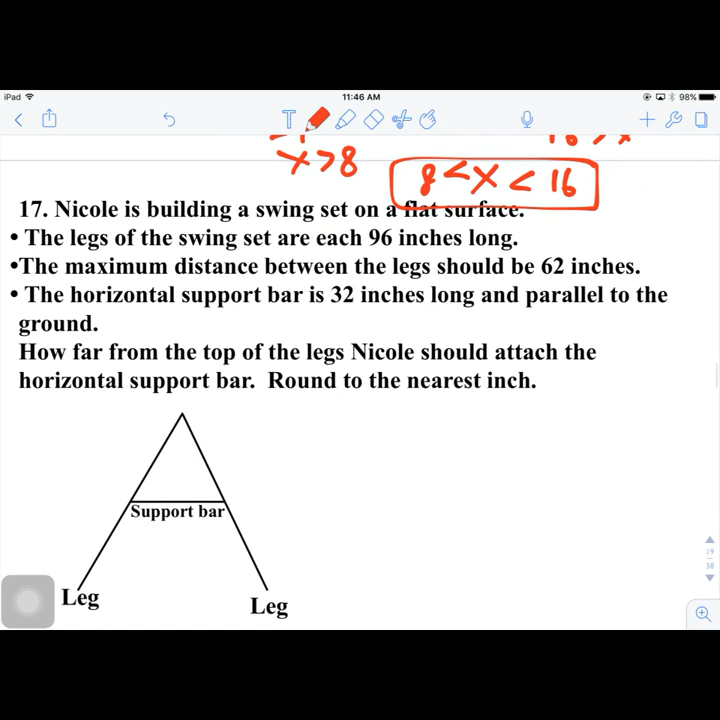 iPad
11:46 AM
98%
T
x > 8
8 < x < 16
17. Nicole is building a swing set on a flat surface.
• The legs of the swing set are each 96 inches long.
•The maximum distance between the legs should be 62 inches.
• The horizontal support bar is 32 inches long and parallel to the
ground.
How far from the top of the legs Nicole should attach the
horizontal support bar.  Round to the nearest inch.
Support bar
Leg
Leg
19
38